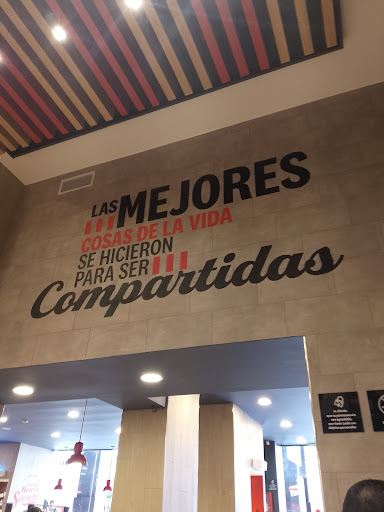 LAS MEJORES
COSAS DE LA VIDA
SE HICIERON
PARA SER
Compartidas